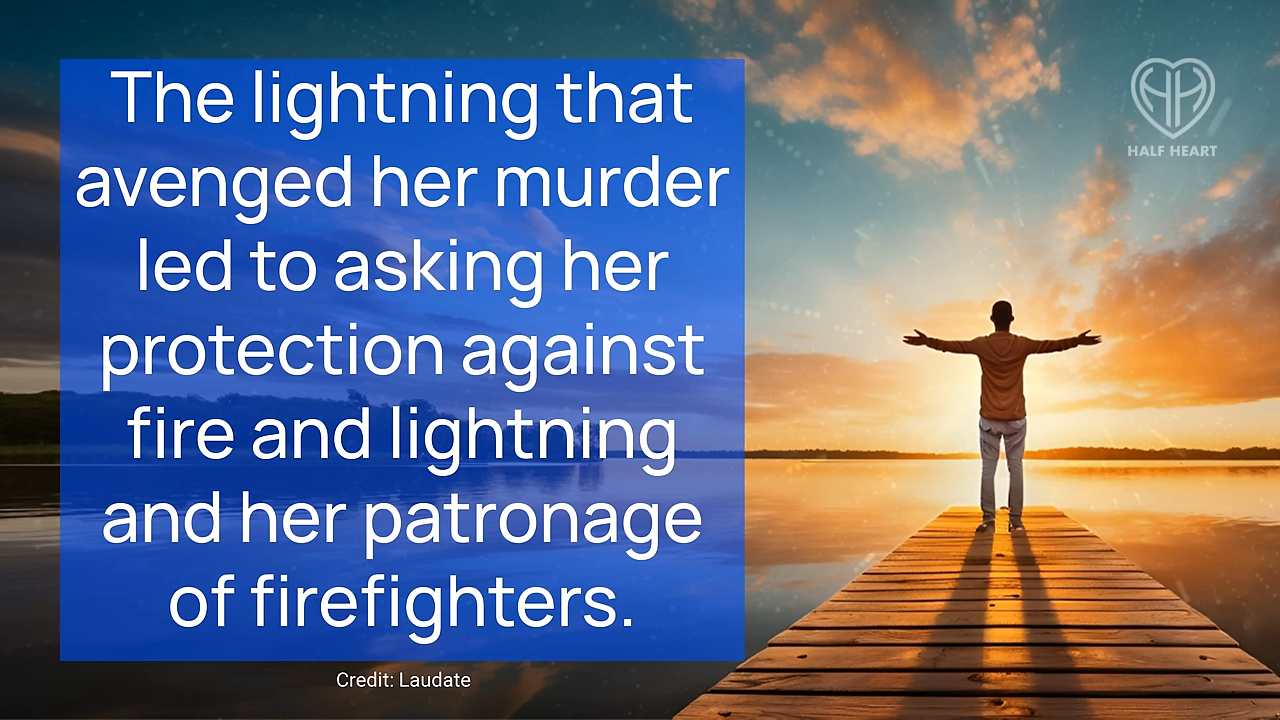 The lightning that
avenged her murder
led to asking her
protection against
fire and lightning
and her patronage
of firefighters.
Credit: Laudate
HALF HEART